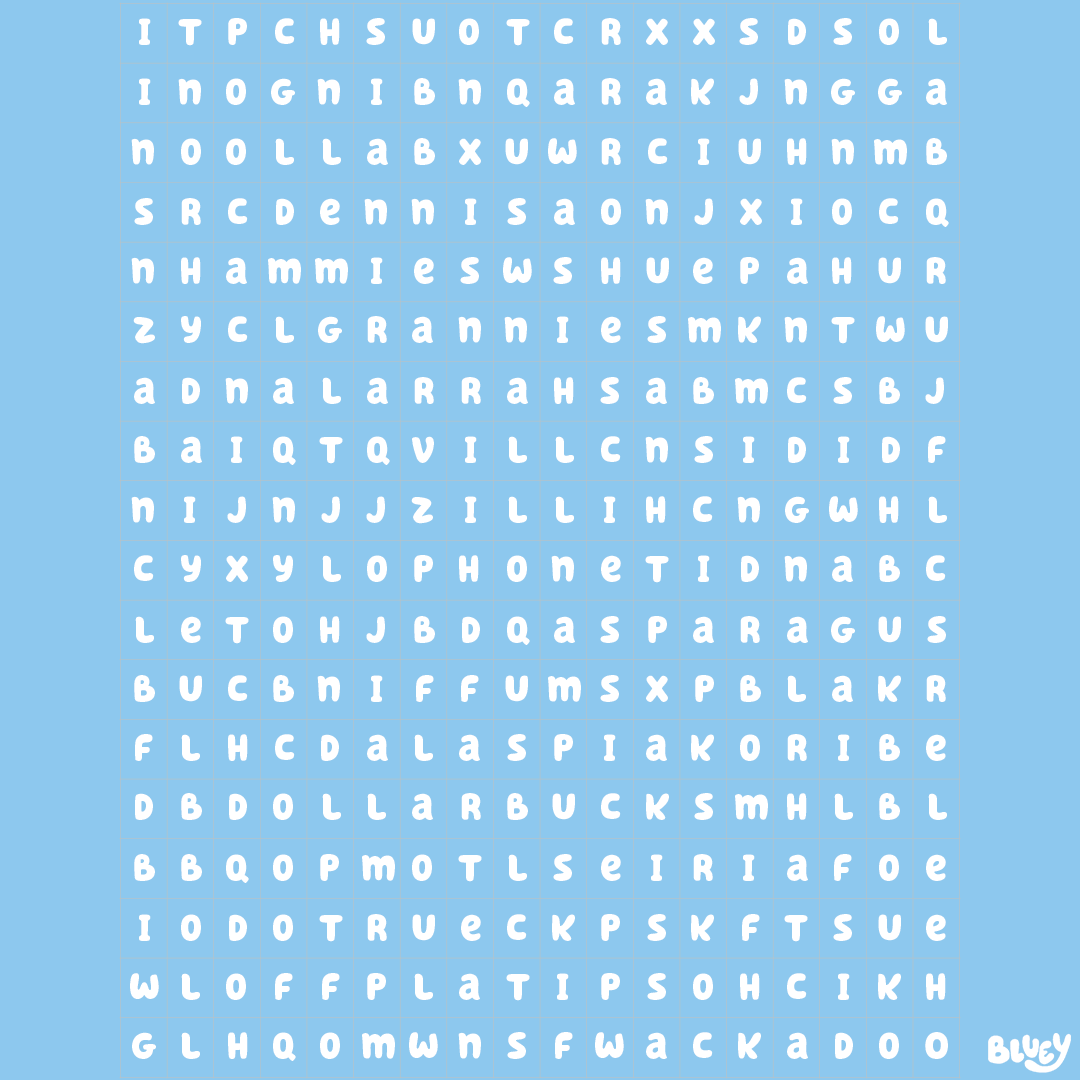 I T P C H S U O T C R X X S D S O L
I n O G n I B n Q a R a K J n G G a
n O O L L a B X U W R C I U H n m B
S R C D e n n I S a O n J X I O C Q
n H a m m I e S W S H U e P a H U R
Z Y C L G R a n n I e S m K n T W U
a D n a L a R R a H S a B m C S B J
B a I Q T Q V I L L C n S I D I D F
n I J n J J Z I L L I H C n G W H L
C Y X Y L O P H O n e T I D n a B C
L e T O H J B D Q a S P a R a G U S
B U C B n I F F U m S X P B L a K R
F L H C D a L a S P I a K O R I B e
D B D O L L a R B U C K S m H L B L
B B Q O P m O T L S e I R I a F O e
I O D O T R U e C K P S K F T S U e
W L O F F P L a T I P S O H C I K H
G L H Q O m W n S F W a C K a D O O
BLUEY